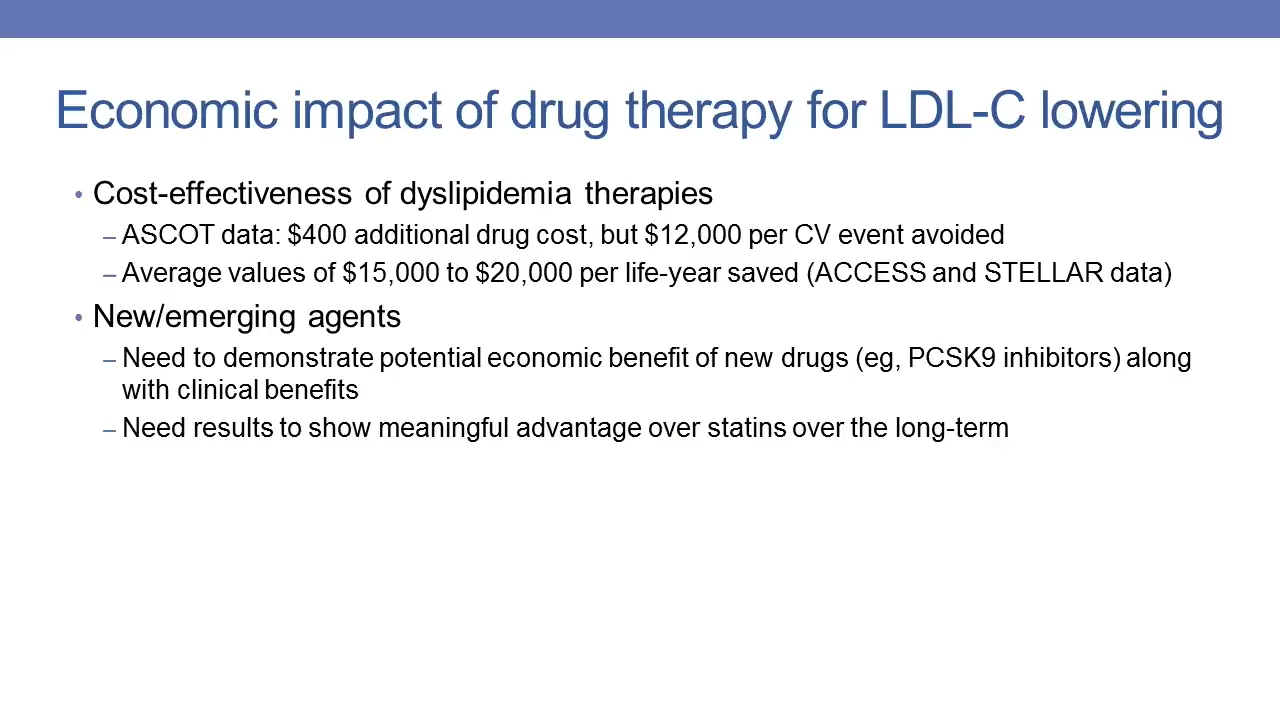 Economic impact of drug therapy for LDL-C lowering
• Cost-effectiveness of dyslipidemia therapies
– ASCOT data: $400 additional drug cost, but $12,000 per CV event avoided
– Average values of $15,000 to $20,000 per life-year saved (ACCESS and STELLAR data)
• New/emerging agents
– Need to demonstrate potential economic benefit of new drugs (eg, PCSK9 inhibitors) along
with clinical benefits
– Need results to show meaningful advantage over statins over the long-term